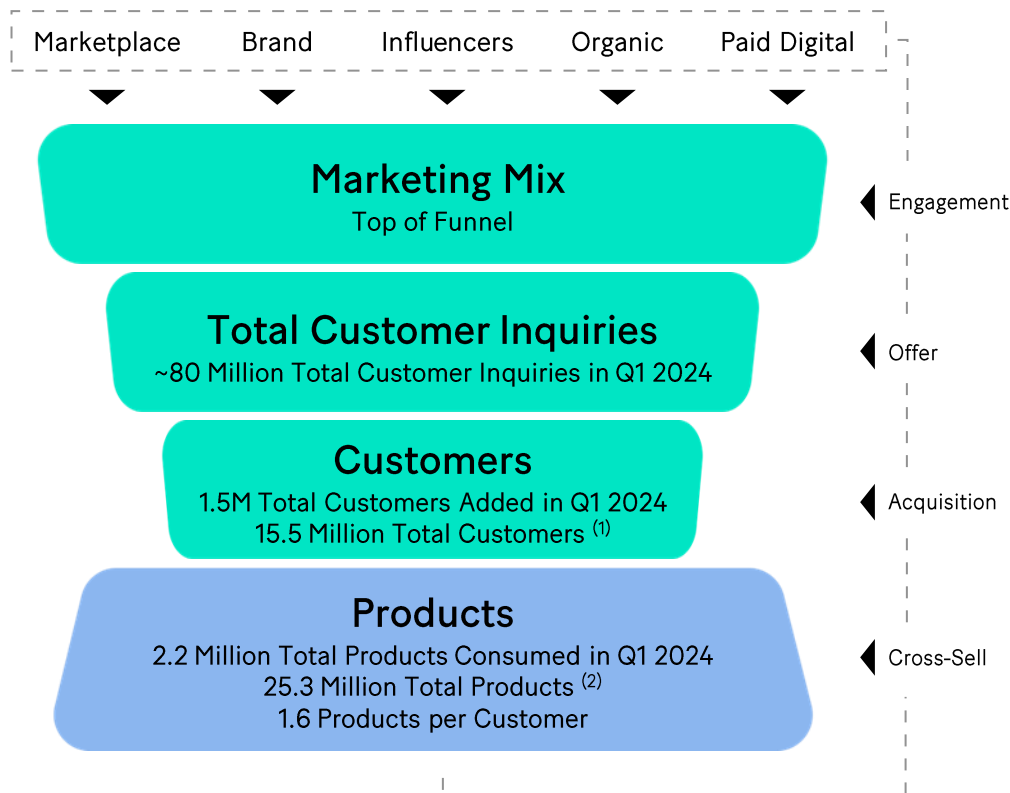 Marketplace Brand Influencers Organic Paid Digital
Marketing Mix
Top of Funnel
Engagement
Total Customer Inquiries
~80 Million Total Customer Inquiries in Q1 2024
Offer
Customers
1.5M Total Customers Added in Q1 2024
15.5 Million Total Customers (1)
Acquisition
Products
2.2 Million Total Products Consumed in Q1 2024
25.3 Million Total Products (2)
1.6 Products per Customer
Cross-Sell